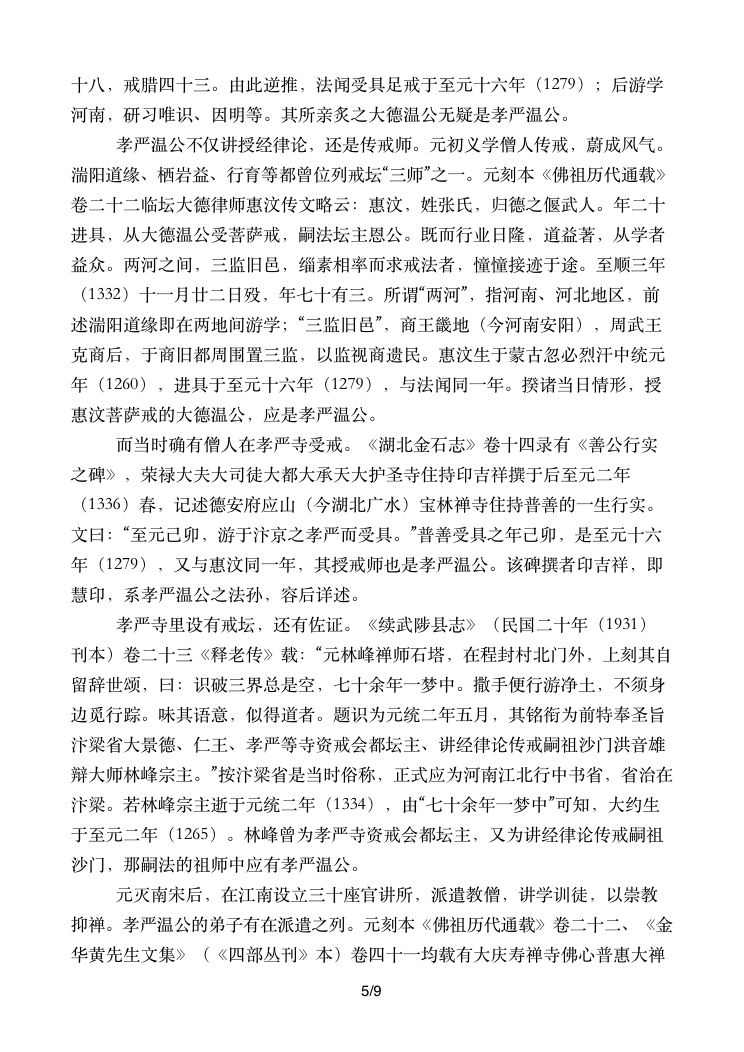 十八，戒腊四十三。由此逆推，法闻受具足戒于至元十六年（1279）；后游学
河南，研习唯识、因明等。其所亲炙之大德温公无疑是孝严温公。
孝严温公不仅讲授经律论，还是传戒师。元初义学僧人传戒，蔚成风气。
湍阳道缘、栖岩益、行育等都曾位列戒坛“三师”之一。元刻本《佛祖历代通载》
卷二十二临坛大德律师惠汶传文略云：惠汶，姓张氏，归德之偃武人。年二十
进具，从大德温公受菩萨戒，嗣法坛主恩公。既而行业日隆，道益著，从学者
益众。两河之间，三监旧邑，缁素相率而求戒法者，憧憧接迹于途。至顺三年
（1332）十一月廿二日殁，年七十有三。所谓“两河”，指河南、河北地区，前
述湍阳道缘即在两地间游学；“三监旧邑”，商王畿地（今河南安阳），周武王
克商后，于商旧都周围置三监，以监视商遗民。惠汶生于蒙古忽必烈汗中统元
年（1260），进具于至元十六年（1279），与法闻同一年。揆诸当日情形，授
惠汶菩萨戒的大德温公，应是孝严温公。
而当时确有僧人在孝严寺受戒。《湖北金石志》卷十四录有《善公行实
之碑》，荣禄大夫大司徒大都大承天大护圣寺住持印吉祥撰于后至元二年
（1336）春，记述德安府应山（今湖北广水）宝林禅寺住持普善的一生行实。
文曰：“至元己卯，游于汴京之孝严而受具。”普善受具之年己卯，是至元十六
年（1279），又与惠汶同一年，其授戒师也是孝严温公。该碑撰者印吉祥，即
慧印，系孝严温公之法孙，容后详述。
孝严寺里设有戒坛，还有佐证。《续武陟县志》（民国二十年（1931）
刊本）卷二十三《释老传》载：“元林峰禅师石塔，在程封村北门外，上刻其自
留辞世颂，曰：识破三界总是空，七十余年一梦中。撒手便行游净土，不须身
边觅行踪。味其语意，似得道者。题识为元统二年五月，其铭衔为前特奉圣旨
汴梁省大景德、仁王、孝严等寺资戒会都坛主、讲经律论传戒嗣祖沙门洪音雄
辩大师林峰宗主。”按汴梁省是当时俗称，正式应为河南江北行中书省，省治在
汴梁。若林峰宗主逝于元统二年（1334），由“七十余年一梦中”可知，大约生
于至元二年（1265）。林峰曾为孝严寺资戒会都坛主，又为讲经律论传戒嗣祖
沙门，那嗣法的祖师中应有孝严温公。
元灭南宋后，在江南设立三十座官讲所，派遣教僧，讲学训徒，以崇教
抑禅。孝严温公的弟子有在派遣之列。元刻本《佛祖历代通载》卷二十二、《金
华黄先生文集》（《四部丛刊》本）卷四十一均载有大庆寿禅寺佛心普惠大禅
5/9